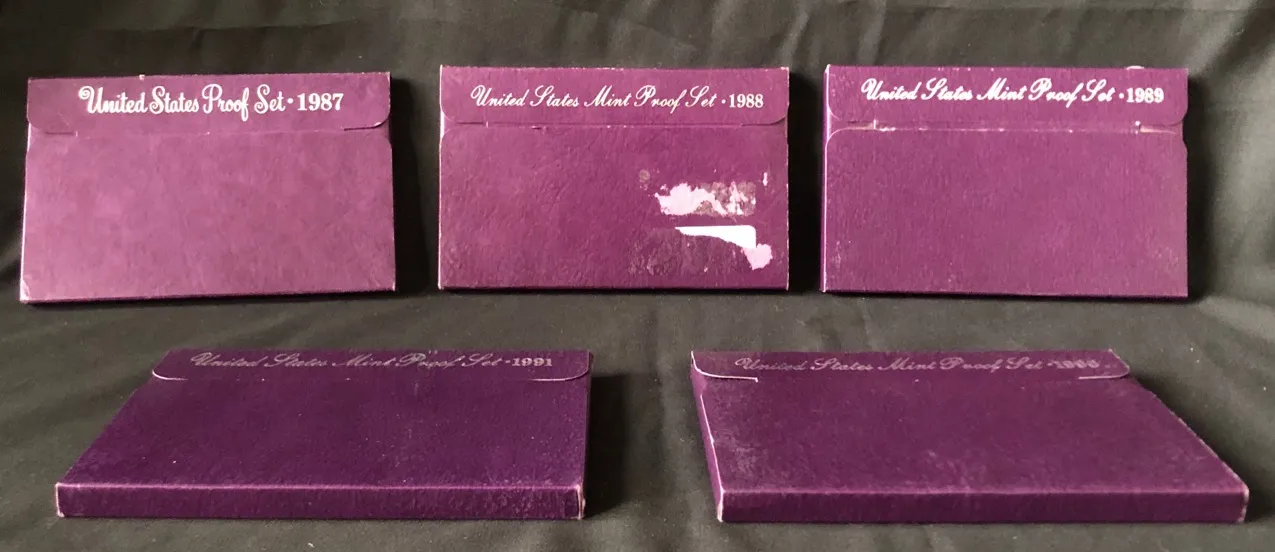 United States Proof Set · 1987
United States Mint Proof Set · 1988
United States Mint Proof Set · 1989
United States Mint Proof Set · 1991
United States Mint Proof Set ·